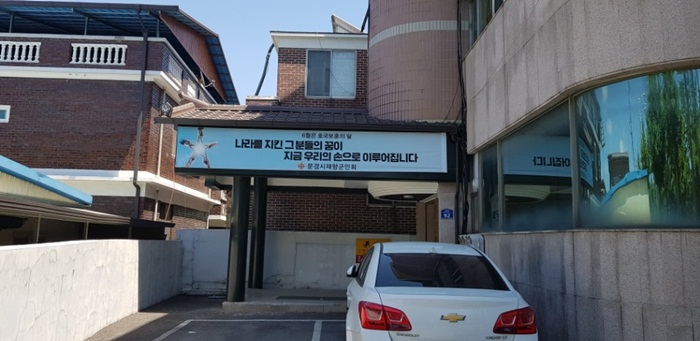 6월은 호국보훈의 달
나라를 지킨 그 분들의 꿈이
지금 우리의 손으로 이루어집니다
문경시재향군인회
CHEVROLET